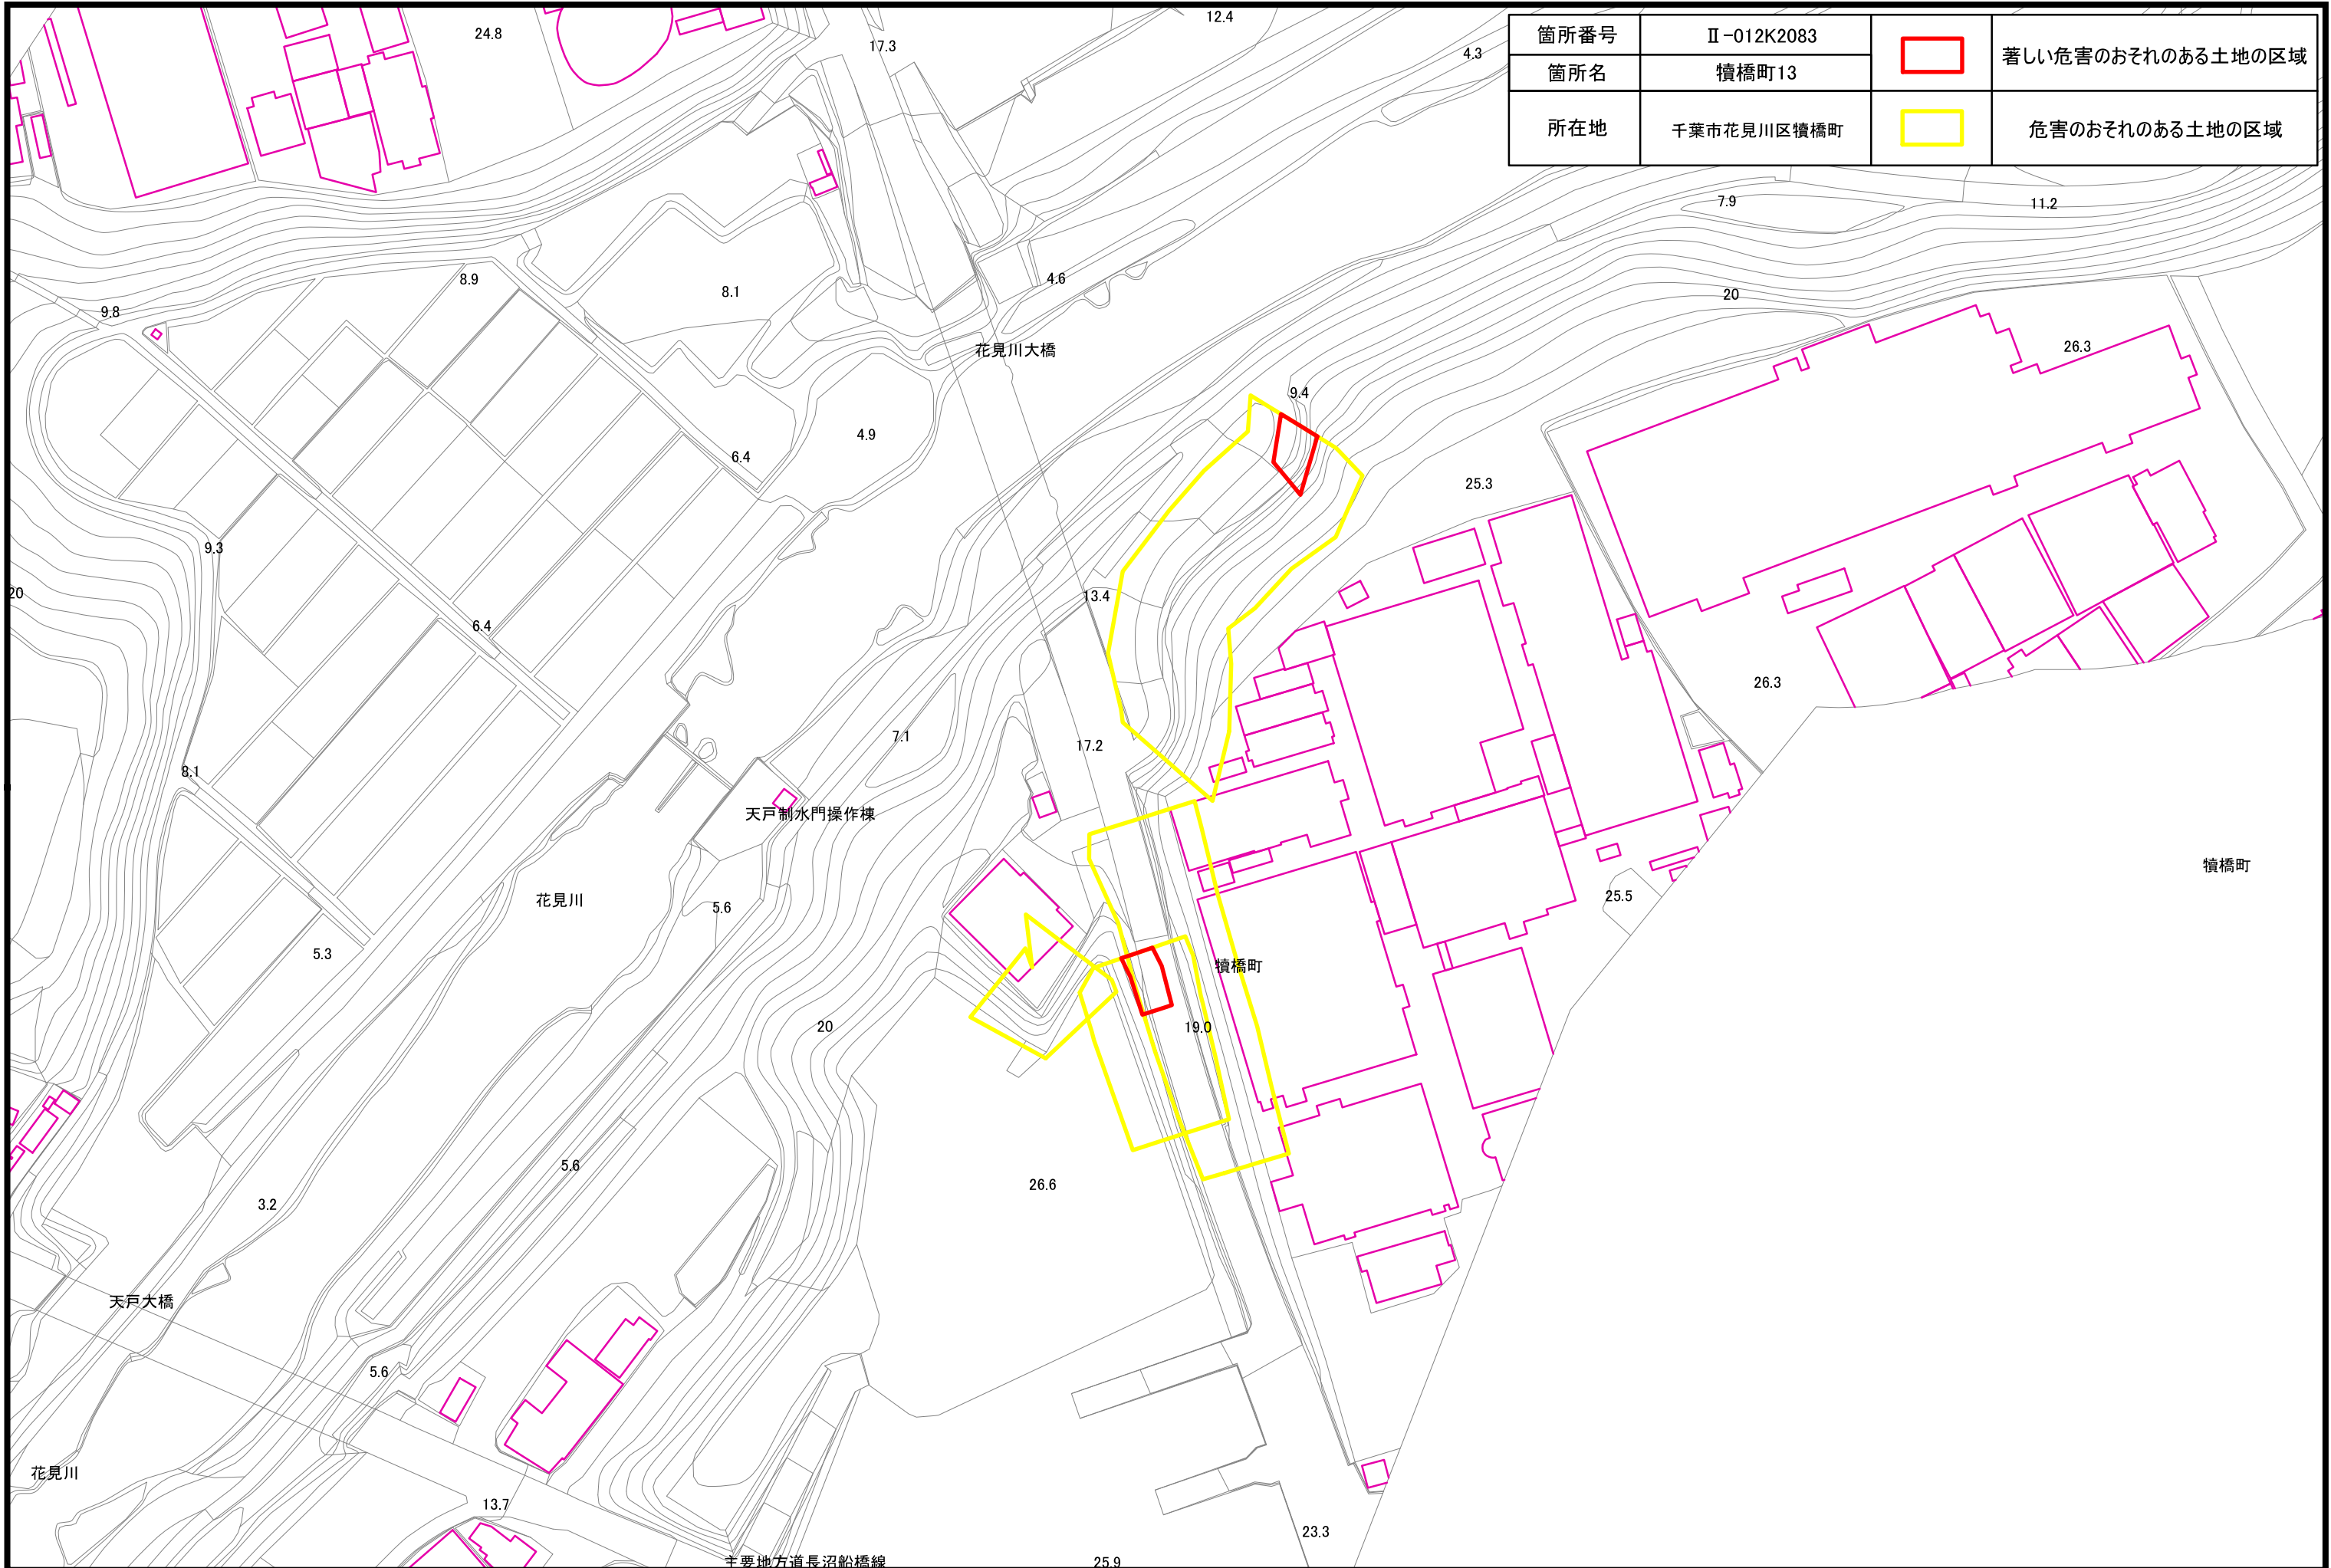 箇所番号 Ⅱ-012K2083
著しい危害のおそれのある土地の区域
箇所名 犢橋町13
所在地 千葉市花見川区犢橋町
危害のおそれのある土地の区域
12.4
24.8
17.3
4.3
7.9
11.2
8.9
4.6
8.1
20
9.8
花見川大橋
26.3
9.4
4.9
6.4
25.3
9.3
20
13.4
6.4
26.3
7.1
17.2
8.1
天戸制水門操作棟
犢橋町
花見川
25.5
5.6
5.3
犢橋町
20
19.0
5.6
26.6
3.2
天戸大橋
5.6
花見川
13.7
23.3
主要地方道長沼船橋線
25.9